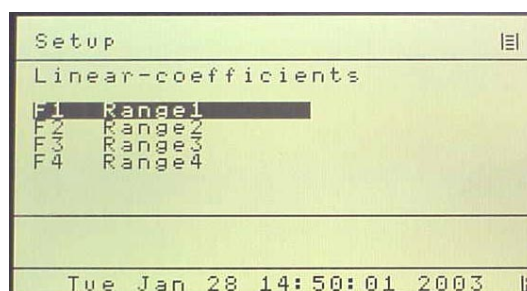 Setup
Linear-coefficients
F1 Range1
F2 Range2
F3 Range3
F4 Range4
Tue Jan 28 14:50:01 2003